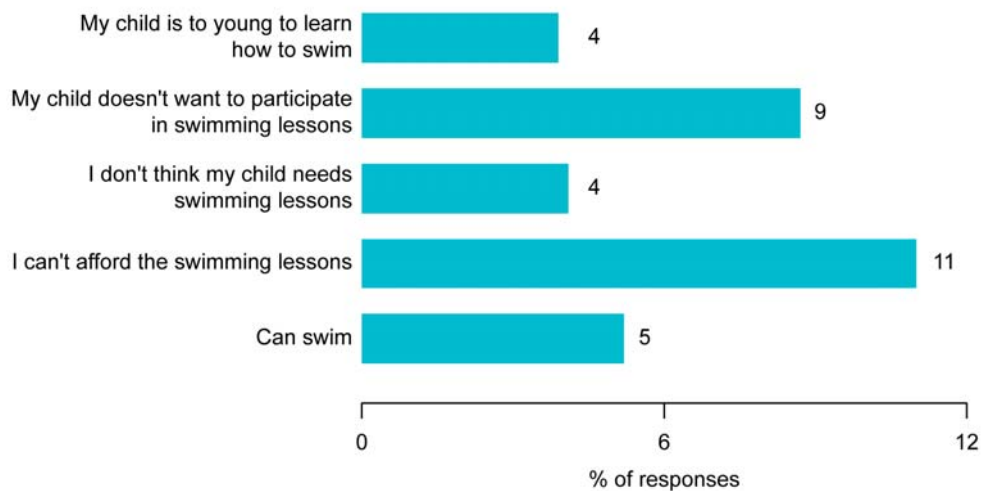 My child is to young to learn
how to swim
4
My child doesn't want to participate
in swimming lessons
9
I don't think my child needs
swimming lessons
4
I can't afford the swimming lessons
11
Can swim
5
0 6 12
% of responses